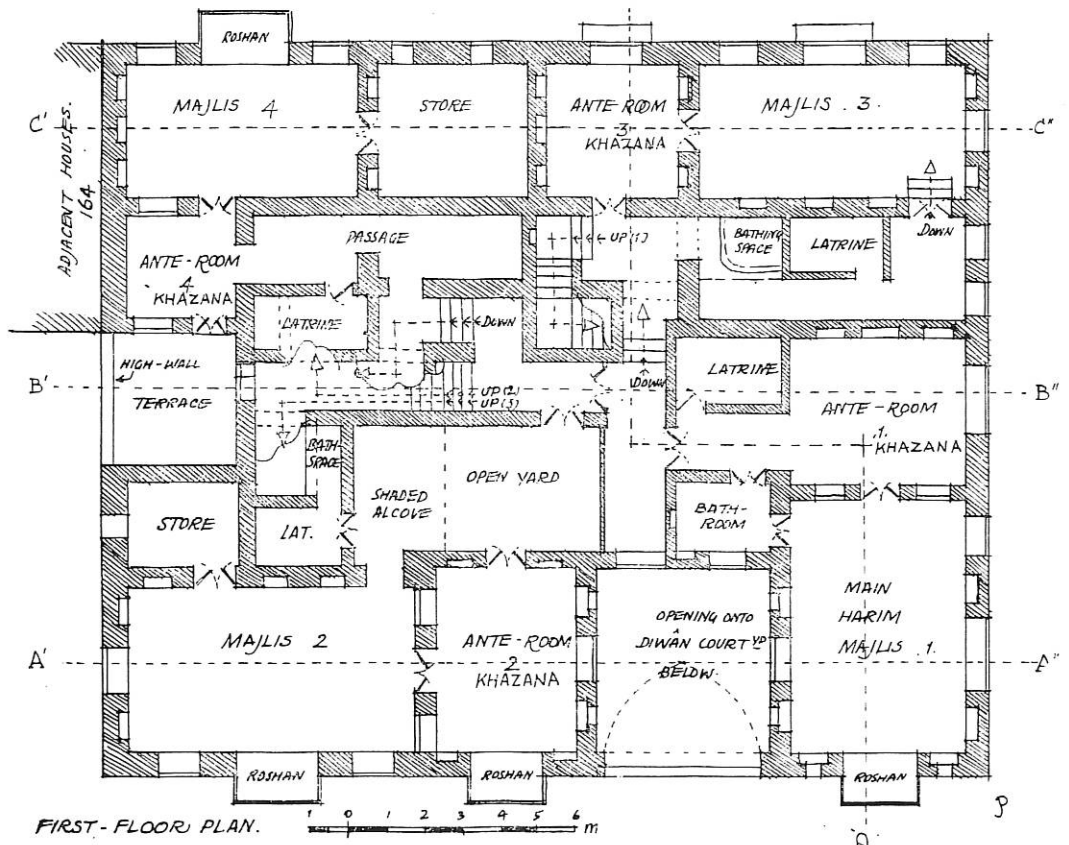 ROSHAN
MAJLIS 4
STORE
ANTE-ROOM
3
KHAZANA
MAJLIS . 3 .
C'
C"
ADJACENT HOUSES.
164
PASSAGE
UP(1)
BATHING
SPACE
LATRINE
DOWN
ANTE-ROOM
4
KHAZANA
LATRINE
DOWN
HIGH-WALL
TERRACE
B'
B"
UP(2)
UP(3)
DOWN
LATRINE
ANTE-ROOM
.1.
KHAZANA
BATH-
SPACE
SHADED
ALCOVE
OPEN YARD
STORE
LAT.
BATH-
ROOM
MAIN
HARIM
MAJLIS .1.
MAJLIS 2
ANTE-ROOM
2
KHAZANA
OPENING ONTO
DIWÂN COURT YD
BELOW.
A'
A"
ROSHAN
ROSHAN
ROSHAN
FIRST-FLOOR PLAN.
1 0 1 2 3 4 5 6 m